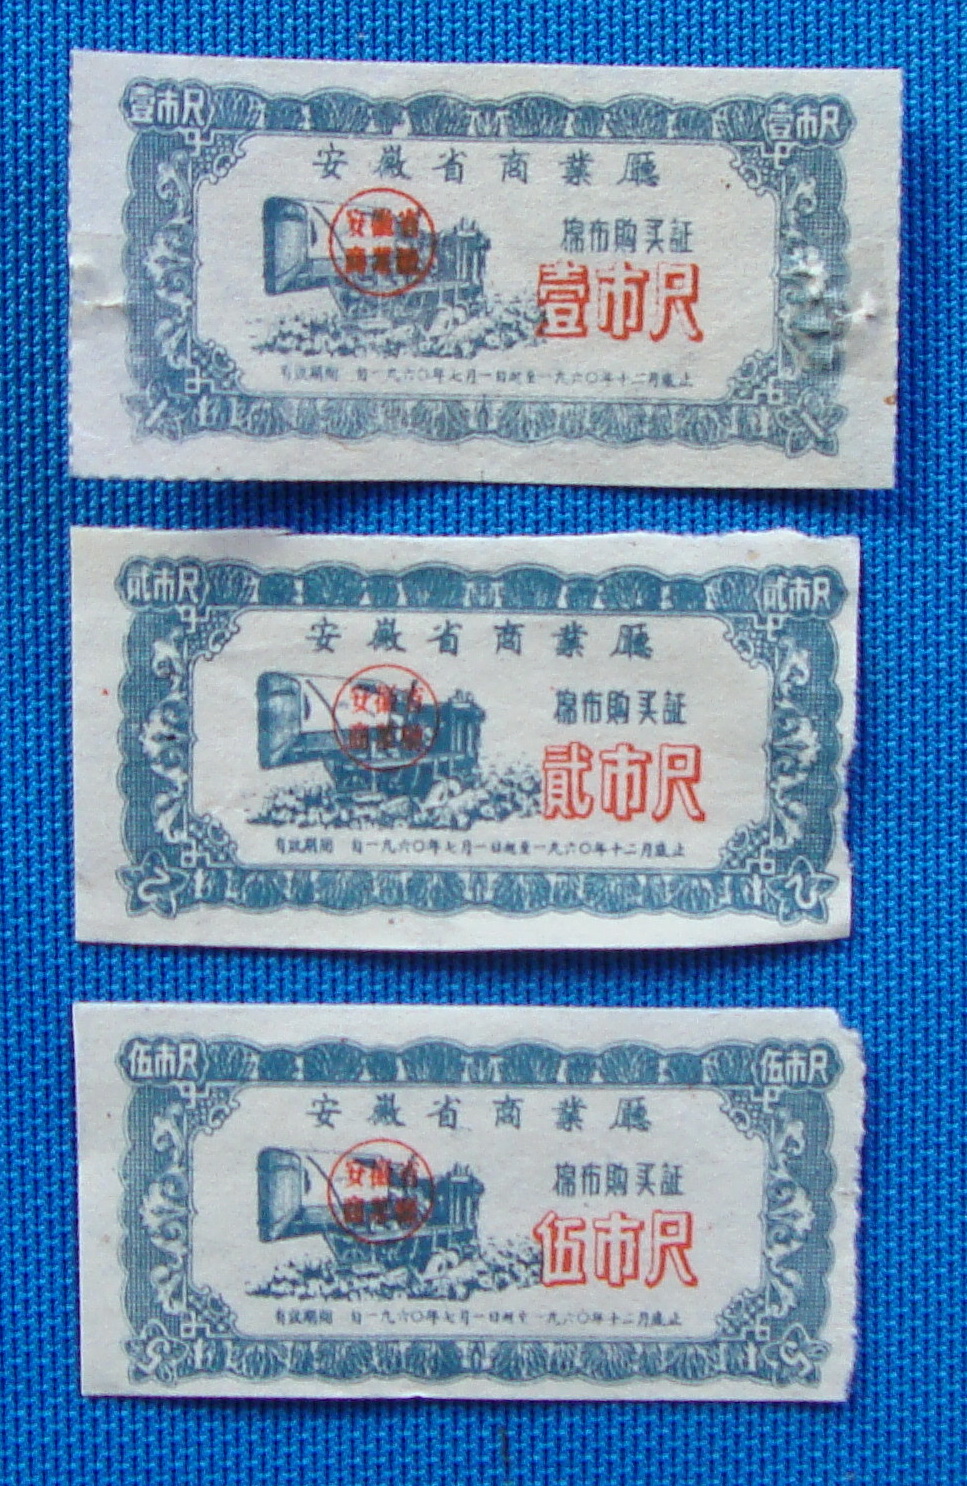 壹市尺 壹市尺
安徽省商業廳
安徽省
商業廳
棉布购买証
壹市尺
有效期間 自一九六〇年七月一日起至一九六〇年十二月底止
1 1
貳市尺 貳市尺
安徽省商業廳
安徽省
商業廳
棉布购买証
貳市尺
有效期間 自一九六〇年七月一日起至一九六〇年十二月底止
2 2
伍市尺 伍市尺
安徽省商業廳
安徽省
商業廳
棉布购买証
伍市尺
有效期間 自一九六〇年七月一日起至一九六〇年十二月底止
5 5